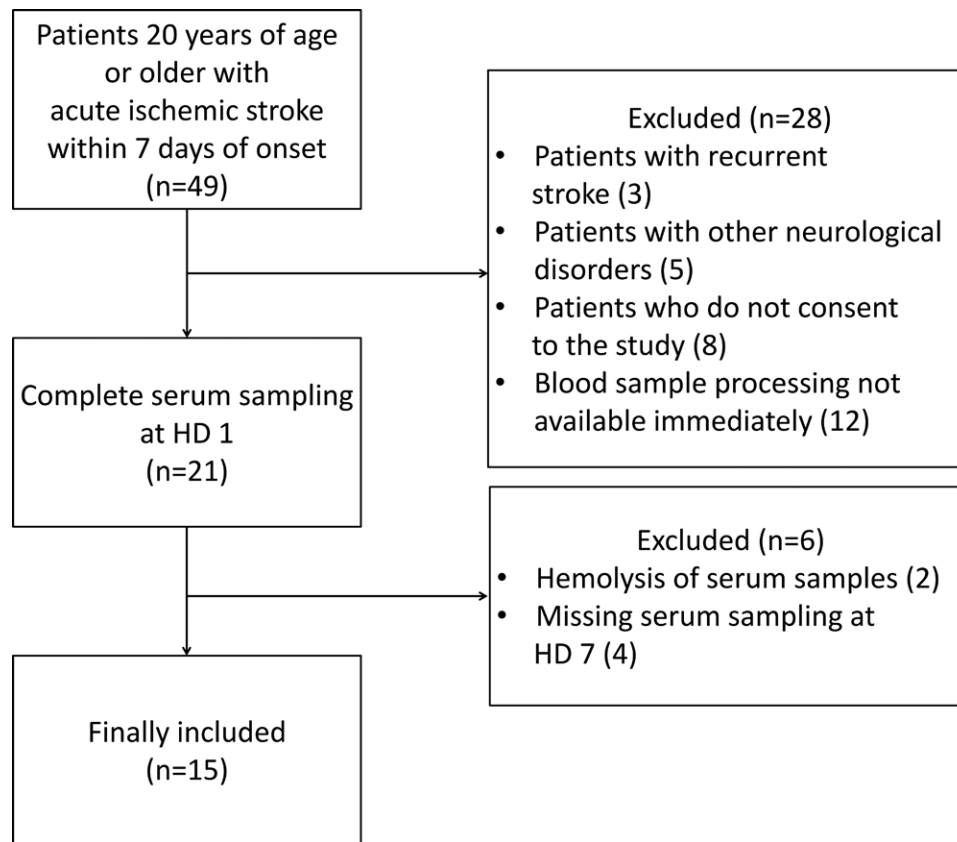 Patients 20 years of age
or older with
acute ischemic stroke
within 7 days of onset
(n=49)
Excluded (n=28)
• Patients with recurrent
stroke (3)
• Patients with other neurological
disorders (5)
• Patients who do not consent
to the study (8)
• Blood sample processing not
available immediately (12)
Complete serum sampling
at HD 1
(n=21)
Excluded (n=6)
• Hemolysis of serum samples (2)
• Missing serum sampling at
HD 7 (4)
Finally included
(n=15)